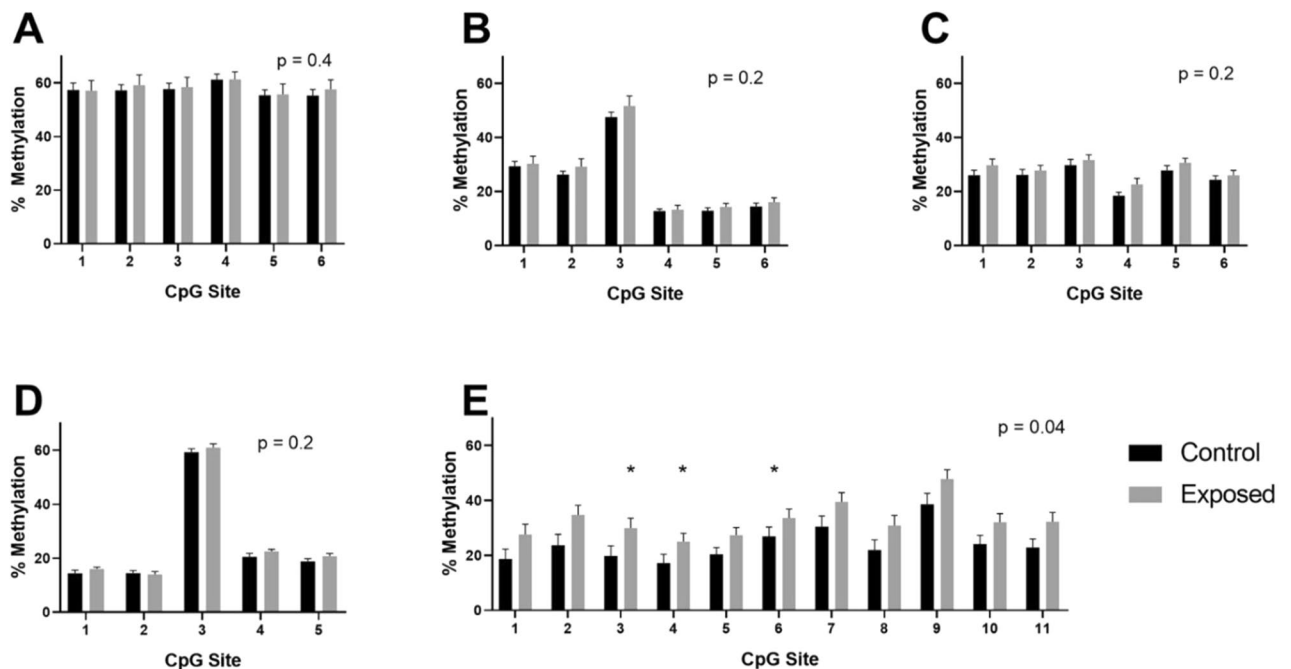 A
p = 0.4
% Methylation
60
40
20
0
1 2 3 4 5 6
CpG Site
B
p = 0.2
% Methylation
60
40
20
0
1 2 3 4 5 6
CpG Site
C
p = 0.2
% Methylation
60
40
20
0
1 2 3 4 5 6
CpG Site
D
p = 0.2
% Methylation
60
40
20
0
1 2 3 4 5
CpG Site
E
p = 0.04
% Methylation
60
40
20
0
* * *
1 2 3 4 5 6 7 8 9 10 11
CpG Site
Control
Exposed